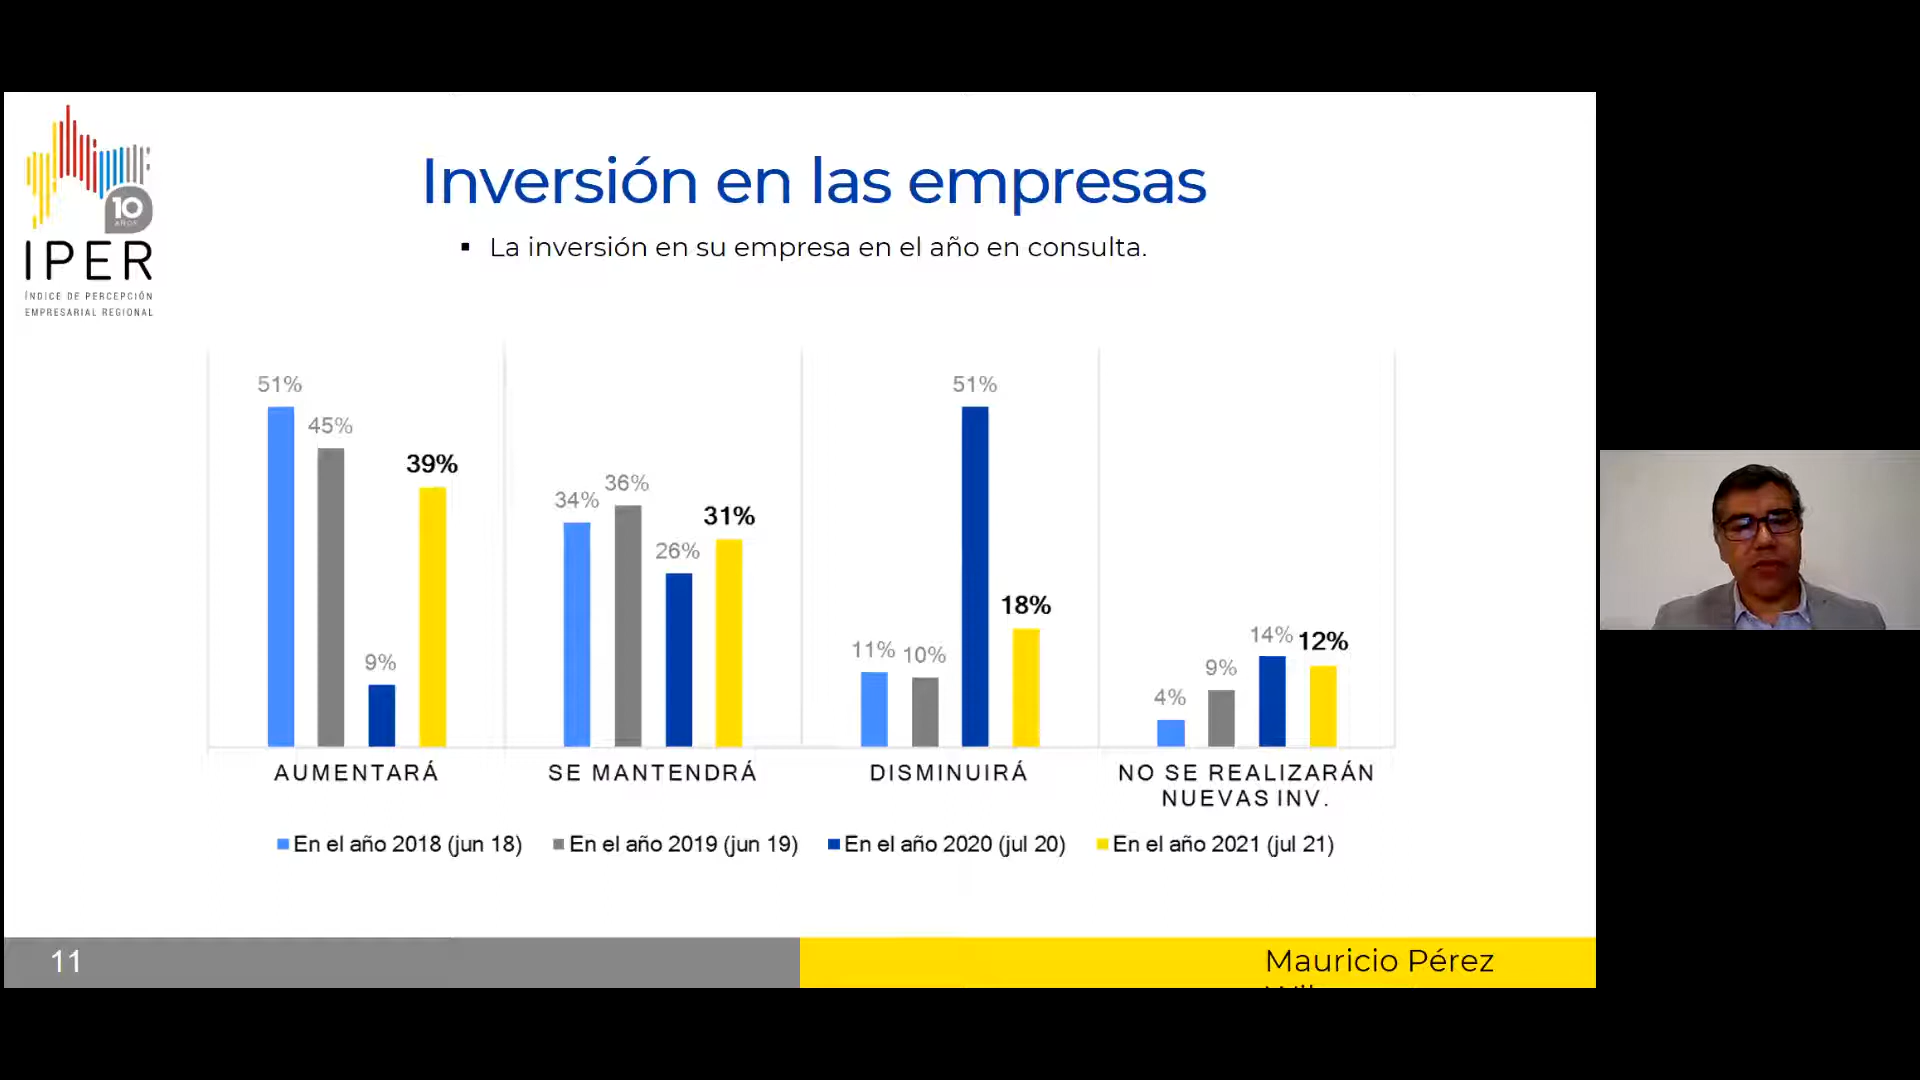 10
AÑOS
IPER
ÍNDICE DE PERCEPCIÓN
EMPRESARIAL REGIONAL
Inversión en las empresas
▪ La inversión en su empresa en el año en consulta.
51%
45%
9%
39%
34%
36%
26%
31%
11%
10%
51%
18%
4%
9%
14%
12%
AUMENTARÁ
SE MANTENDRÁ
DISMINUIRÁ
NO SE REALIZARÁN
NUEVAS INV.
En el año 2018 (jun 18)
En el año 2019 (jun 19)
En el año 2020 (jul 20)
En el año 2021 (jul 21)
11
Mauricio Pérez